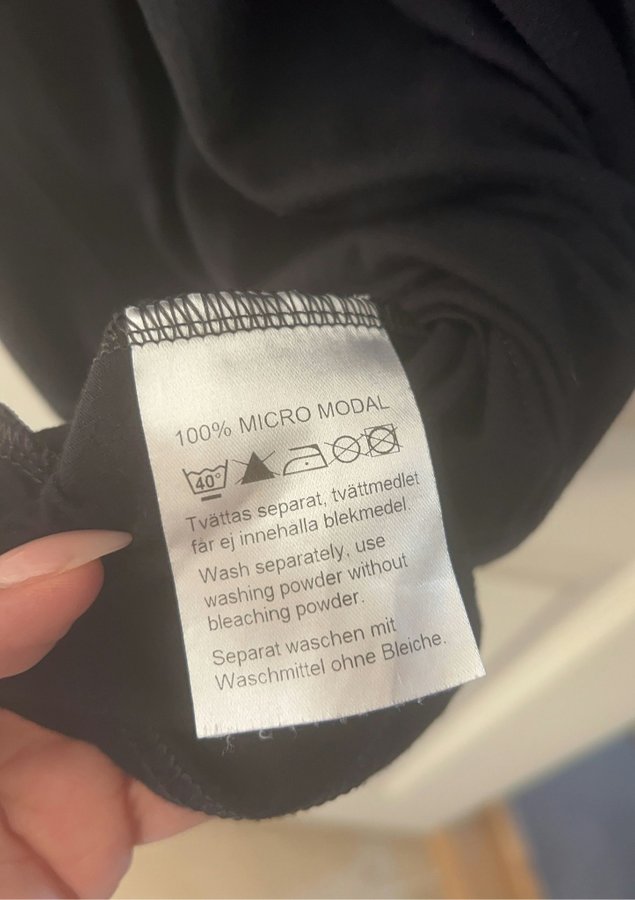 100% MICRO MODAL
40°
Tvättas separat, tvättmedlet
får ej innehalla blekmedel.
Wash separately, use
washing powder without
bleaching powder.
Separat waschen mit
Waschmittel ohne Bleiche.